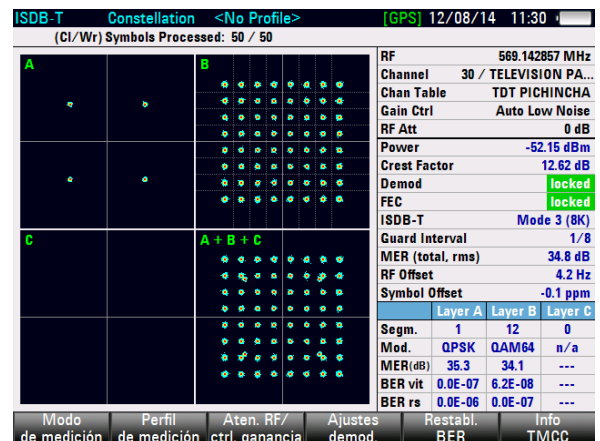 ISDB-T Constellation <No Profile> [GPS] 12/08/14 11:30
(Cl/Wr) Symbols Processed: 50 / 50
A
B
C
A + B + C
RF 569.142857 MHz
Channel 30 / TELEVISION PA...
Chan Table TDT PICHINCHA
Gain Ctrl Auto Low Noise
RF Att 0 dB
Power -52.15 dBm
Crest Factor 12.62 dB
Demod locked
FEC locked
ISDB-T Mode 3 (8K)
Guard Interval 1/8
MER (total, rms) 34.8 dB
RF Offset 4.2 Hz
Symbol Offset -0.1 ppm
Layer A Layer B Layer C
Segm. 1 12 0
Mod. QPSK QAM64 n/a
MER(dB) 35.3 34.1 ---
BER vit 0.0E-07 6.2E-08 ---
BER rs 0.0E-06 0.0E-07 ---
Modo de medición
Perfil de medición
Aten. RF/ ctrl. ganancia
Ajustes demod.
Restabl. BER
Info TMCC